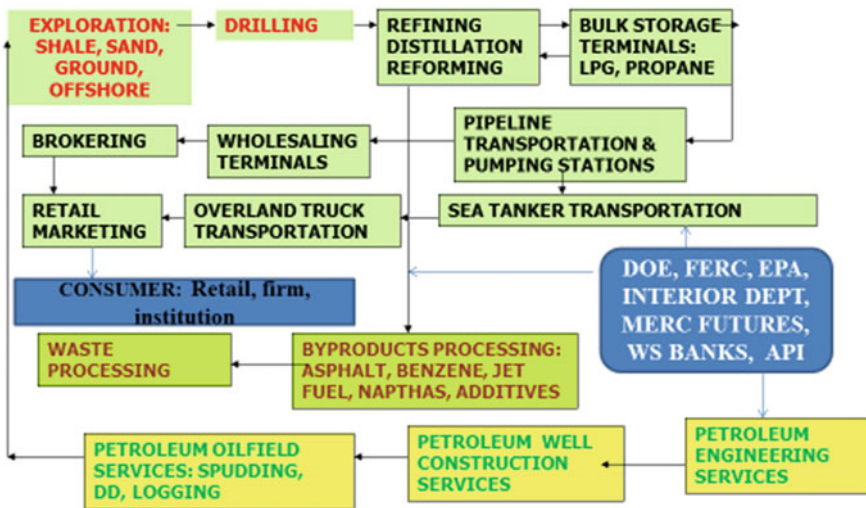 EXPLORATION:
SHALE, SAND,
GROUND,
OFFSHORE
DRILLING
REFINING
DISTILLATION
REFORMING
BULK STORAGE
TERMINALS:
LPG, PROPANE
BROKERING
WHOLESALING
TERMINALS
PIPELINE
TRANSPORTATION &
PUMPING STATIONS
RETAIL
MARKETING
OVERLAND TRUCK
TRANSPORTATION
SEA TANKER TRANSPORTATION
CONSUMER: Retail, firm,
institution
DOE, FERC, EPA,
INTERIOR DEPT,
MERC FUTURES,
WS BANKS, API
WASTE
PROCESSING
BYPRODUCTS PROCESSING:
ASPHALT, BENZENE, JET
FUEL, NAPTHAS, ADDITIVES
PETROLEUM OILFIELD
SERVICES: SPUDDING,
DD, LOGGING
PETROLEUM WELL
CONSTRUCTION
SERVICES
PETROLEUM
ENGINEERING
SERVICES